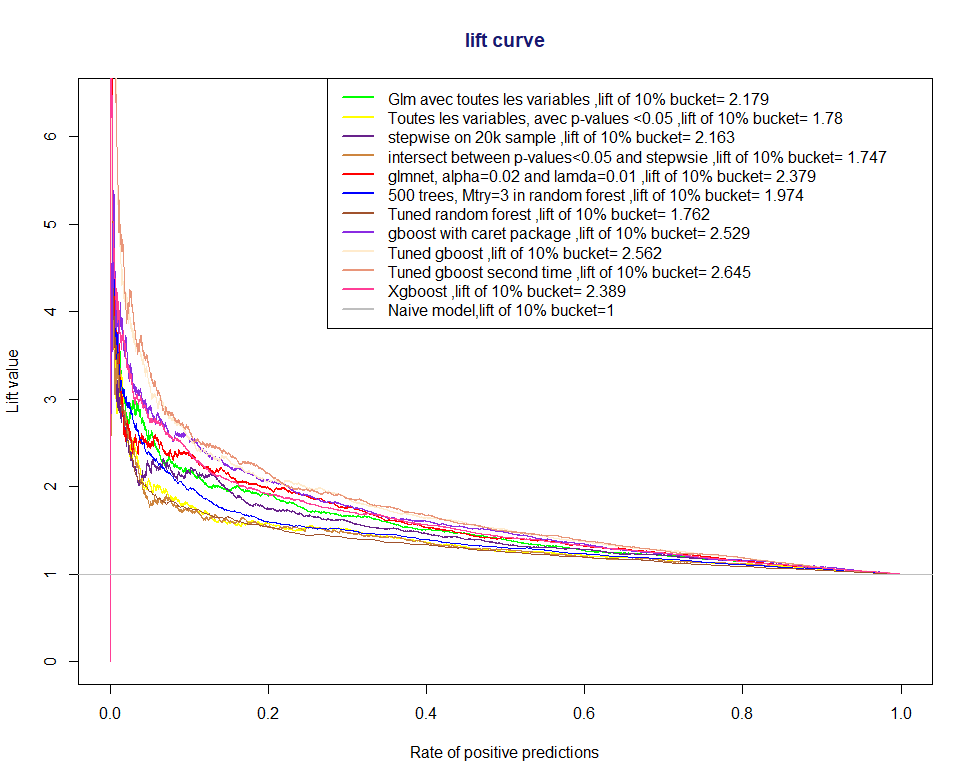 lift curve
Glm avec toutes les variables ,lift of 10% bucket= 2.179
Toutes les variables, avec p-values <0.05 ,lift of 10% bucket= 1.78
stepwise on 20k sample ,lift of 10% bucket= 2.163
intersect between p-values<0.05 and stepwsie ,lift of 10% bucket= 1.747
glmnet, alpha=0.02 and lamda=0.01 ,lift of 10% bucket= 2.379
500 trees, Mtry=3 in random forest ,lift of 10% bucket= 1.974
Tuned random forest ,lift of 10% bucket= 1.762
gboost with caret package ,lift of 10% bucket= 2.529
Tuned gboost ,lift of 10% bucket= 2.562
Tuned gboost second time ,lift of 10% bucket= 2.645
Xgboost ,lift of 10% bucket= 2.389
Naive model,lift of 10% bucket=1
Lift value
6
5
4
3
2
1
0
0.0 0.2 0.4 0.6 0.8 1.0
Rate of positive predictions